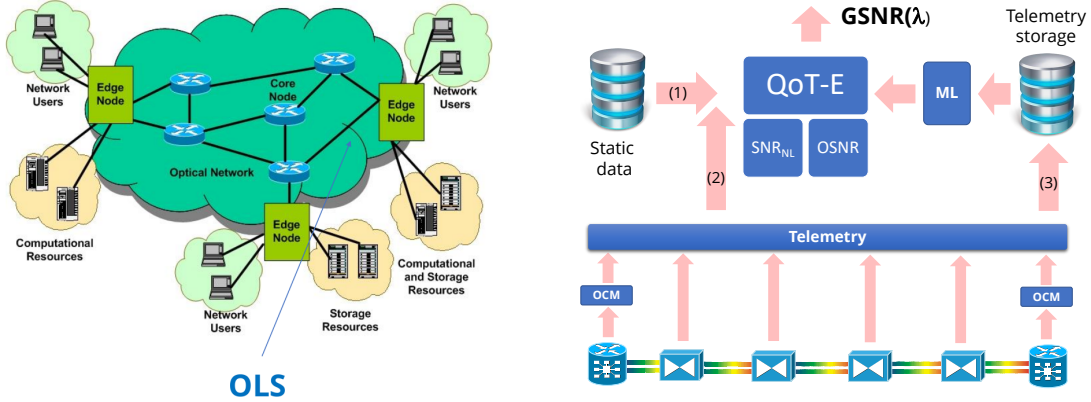 Network
Users
Edge
Node
Core
Node
Edge
Node
Network
Users
Optical Network
Computational
Resources
Edge
Node
Network
Users
Storage
Resources
Computational
and Storage
Resources
OLS
GSNR(λ)
Telemetry
storage
Static
data
(1)
QoT-E
SNRNL
OSNR
ML
(2)
(3)
Telemetry
OCM
OCM